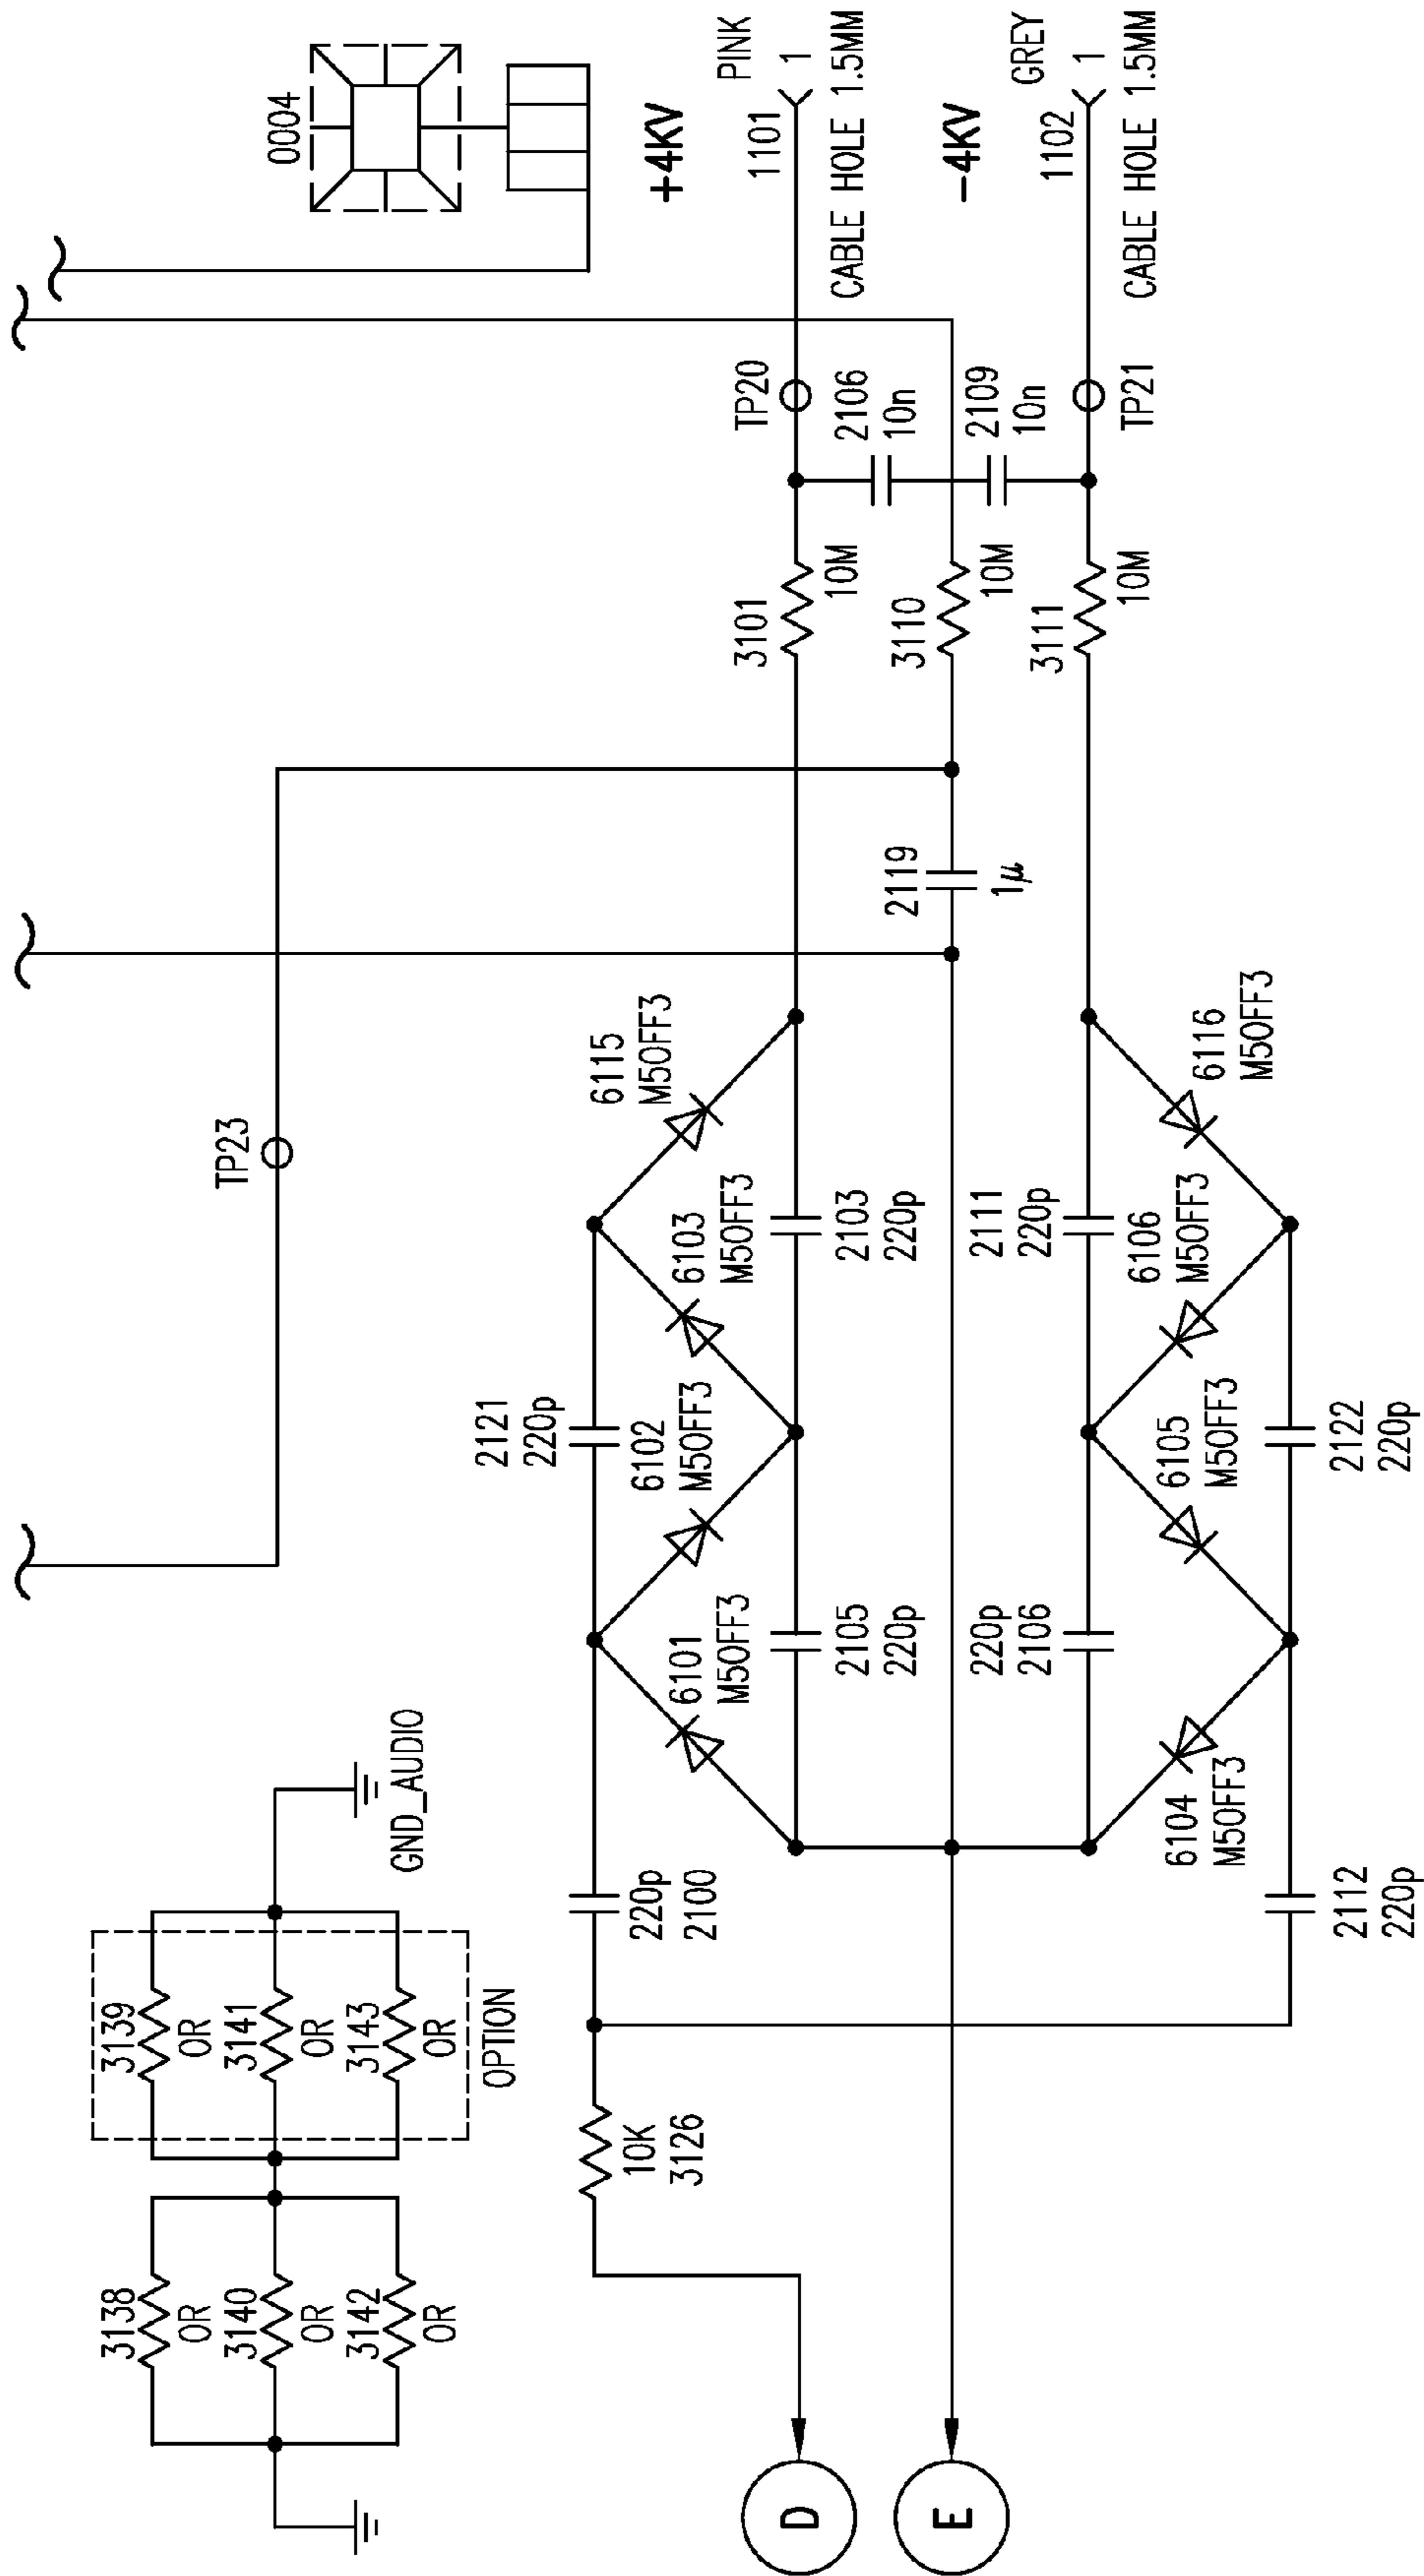 3138
OR
3140
OR
3142
OR
3139
OR
3141
OR
3143
OR
OPTION
GND_AUDIO
TP23
0004
10K
3126
220p
2100
2121
220p
6101
M50FF3
6102
M50FF3
6103
M50FF3
6115
M50FF3
2105
220p
2103
220p
3101
10M
TP20
+4KV
1101
PINK
1
CABLE HOLE 1.5MM
2119
1μ
3110
10M
2106
10n
2109
10n
-4KV
220p
2106
2111
220p
3111
10M
TP21
1102
GREY
1
CABLE HOLE 1.5MM
6104
M50FF3
6105
M50FF3
6106
M50FF3
6116
M50FF3
2112
220p
2122
220p
D
E